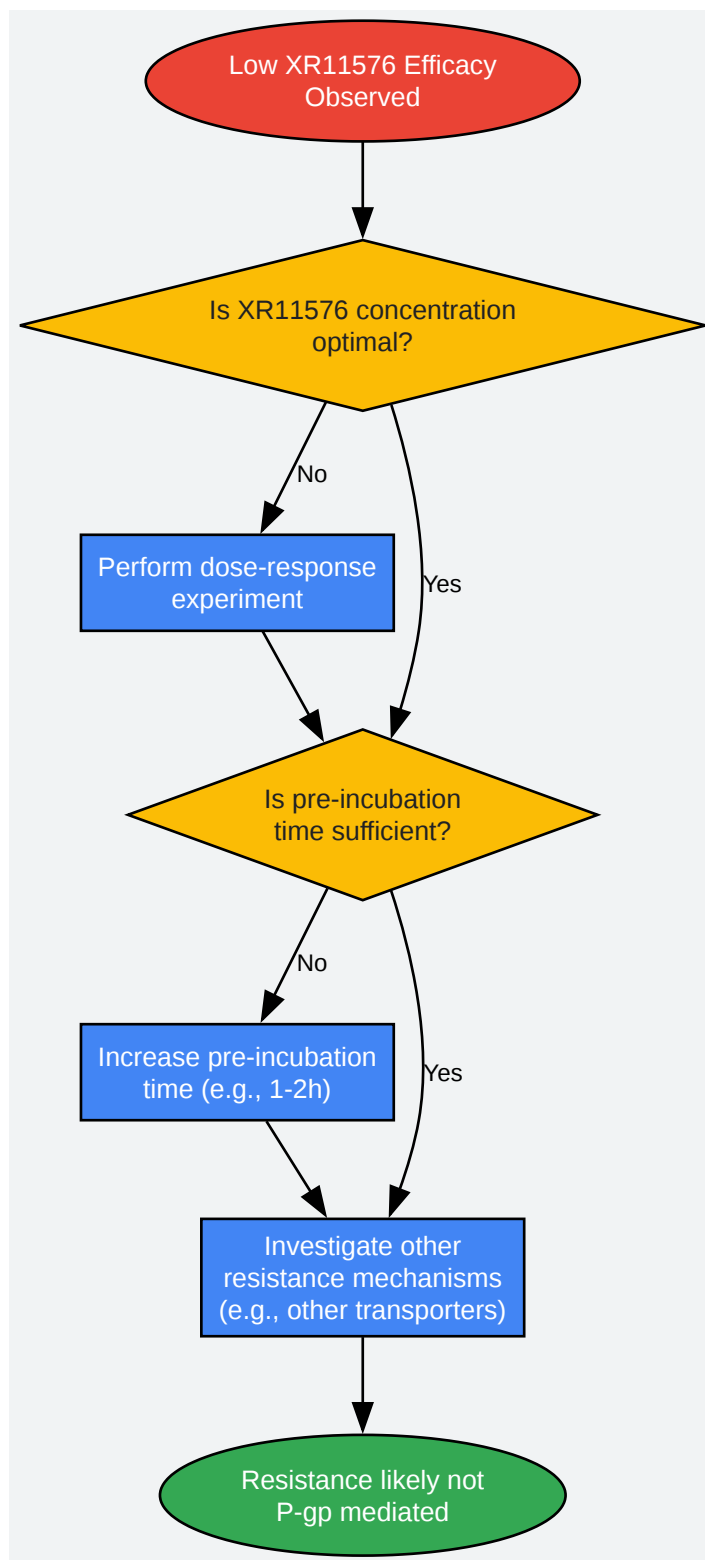 Low XR11576 Efficacy
Observed
Is XR11576 concentration
optimal?
No
Perform dose-response
experiment
Yes
Is pre-incubation
time sufficient?
No
Increase pre-incubation
time (e.g., 1-2h)
Yes
Investigate other
resistance mechanisms
(e.g., other transporters)
Resistance likely not
P-gp mediated